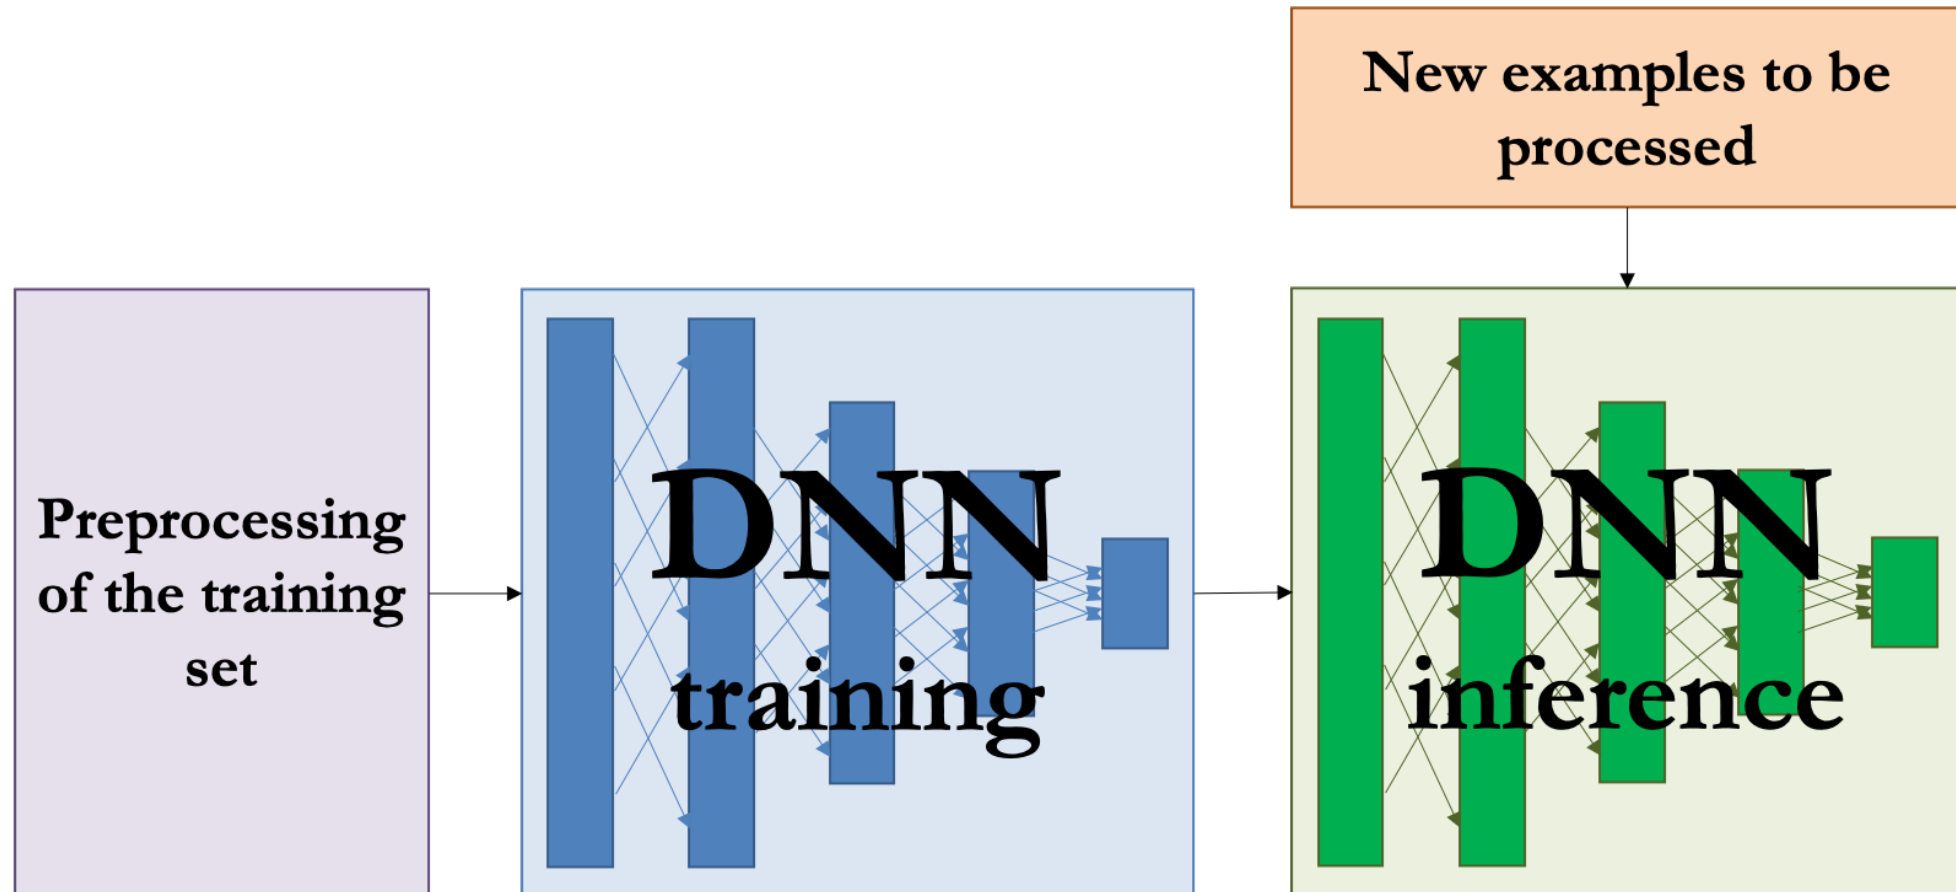 New examples to be
processed
Preprocessing
of the training
set
DNN
training
DNN
inference